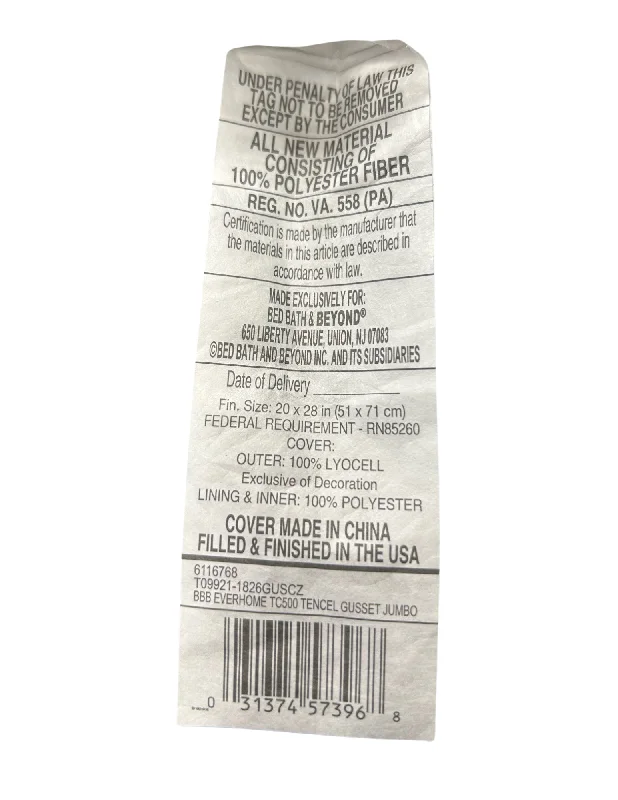 UNDER PENALTY OF LAW THIS
TAG NOT TO BE REMOVED
EXCEPT BY THE CONSUMER
ALL NEW MATERIAL
CONSISTING OF
100% POLYESTER FIBER
REG. NO. VA. 558 (PA)
Certification is made by the manufacturer that
the materials in this article are described in
accordance with law.
MADE EXCLUSIVELY FOR:
BED BATH & BEYOND®
650 LIBERTY AVENUE, UNION, NJ 07083
©BED BATH AND BEYOND INC. AND ITS SUBSIDIARIES
Date of Delivery
Fin. Size: 20 x 28 in (51 x 71 cm)
FEDERAL REQUIREMENT - RN85260
COVER:
OUTER: 100% LYOCELL
Exclusive of Decoration
LINING & INNER: 100% POLYESTER
COVER MADE IN CHINA
FILLED & FINISHED IN THE USA
6116768
T09921-1826GUSCZ
BBB EVERHOME TC500 TENCEL GUSSET JUMBO
0 31374 57396 8